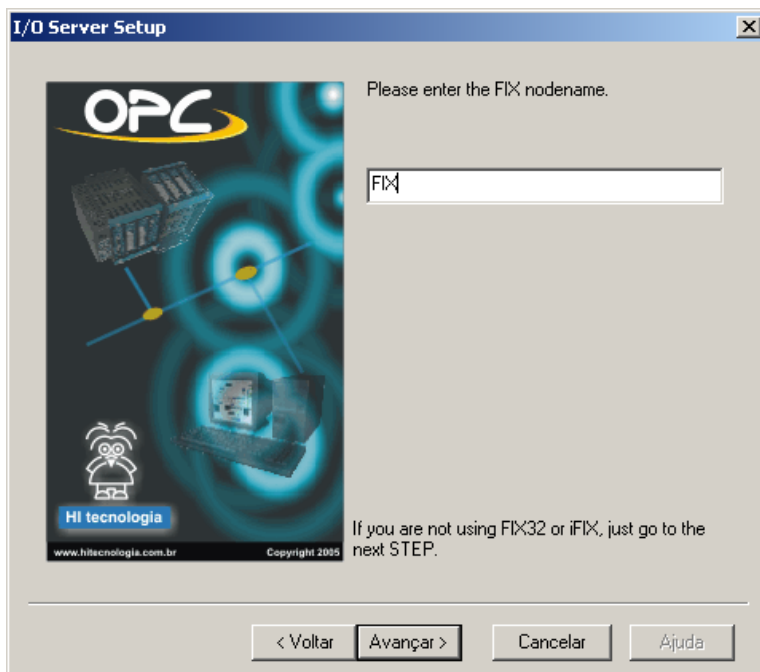 I/O Server Setup
OPC
Please enter the FIX nodename.
FIX
HI tecnologia
www.hitecnologia.com.br Copyright 2005
If you are not using FIX32 or iFIX, just go to the
next STEP.
< Voltar Avançar > Cancelar Ajuda